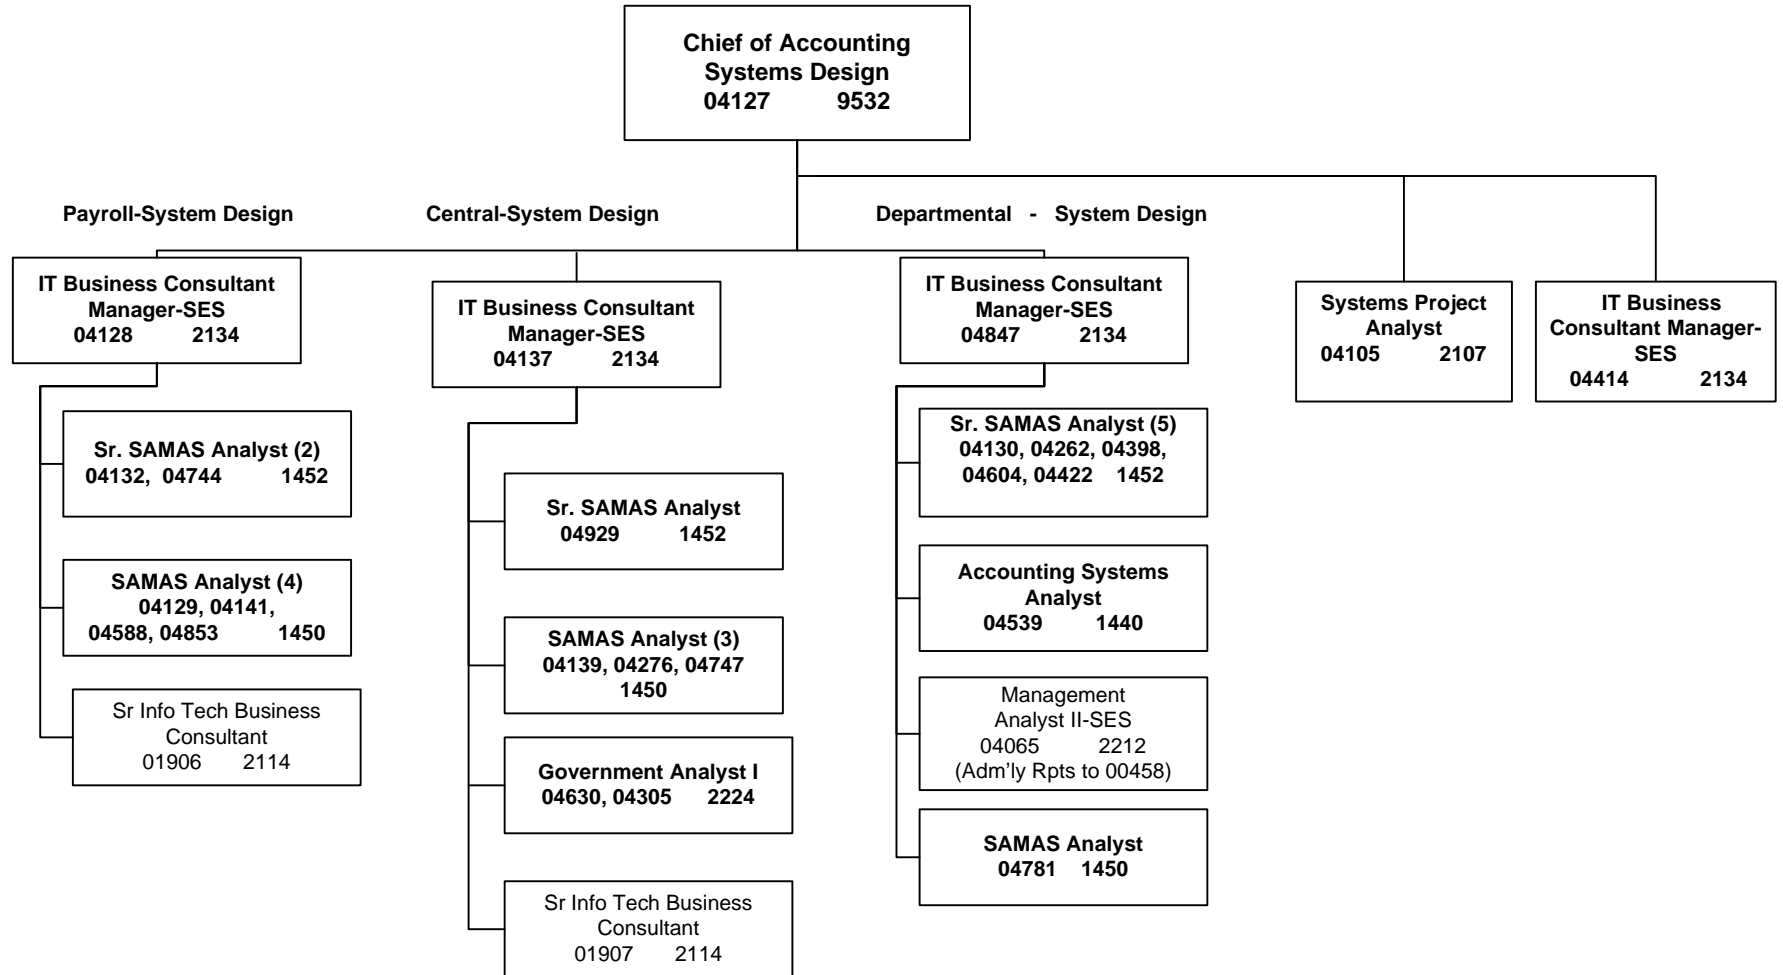 Chief of Accounting
Systems Design
04127 9532
Payroll-System Design
Central-System Design
Departmental - System Design
IT Business Consultant
Manager-SES
04128 2134
IT Business Consultant
Manager-SES
04137 2134
IT Business Consultant
Manager-SES
04847 2134
Systems Project
Analyst
04105 2107
IT Business
Consultant Manager-
SES
04414 2134
Sr. SAMAS Analyst (2)
04132, 04744 1452
SAMAS Analyst (4)
04129, 04141,
04588, 04853 1450
Sr Info Tech Business
Consultant
01906 2114
Sr. SAMAS Analyst
04929 1452
SAMAS Analyst (3)
04139, 04276, 04747
1450
Government Analyst I
04630, 04305 2224
Sr Info Tech Business
Consultant
01907 2114
Sr. SAMAS Analyst (5)
04130, 04262, 04398,
04604, 04422 1452
Accounting Systems
Analyst
04539 1440
Management
Analyst II-SES
04065 2212
(Adm'ly Rpts to 00458)
SAMAS Analyst
04781 1450